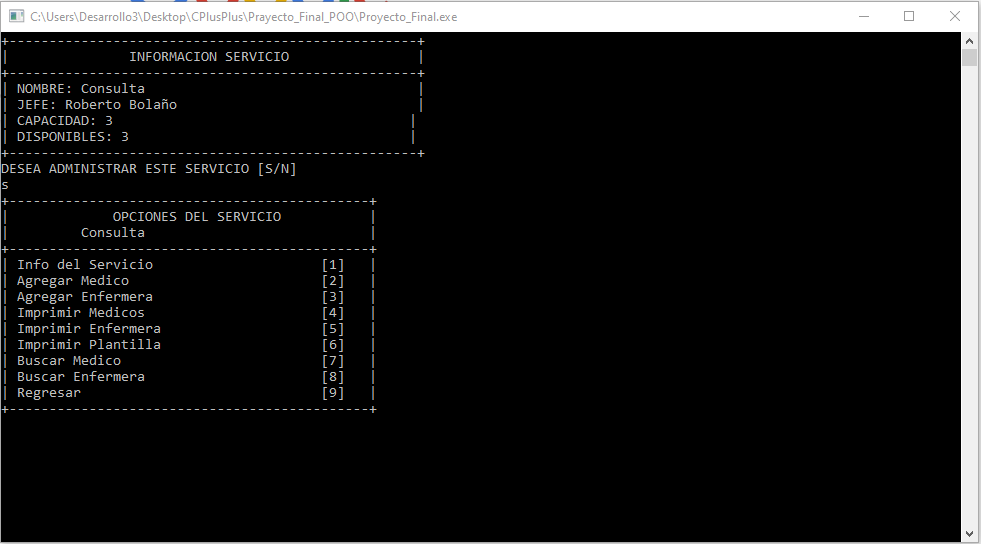 C:\Users\Desarrollo3\Desktop\CPlusPlus\Prayecto_Final_POO\Proyecto_Final.exe
+---------------------------------------------------+
|               INFORMACION SERVICIO                |
+---------------------------------------------------+
| NOMBRE: Consulta                                  |
| JEFE: Roberto Bolaño                              |
| CAPACIDAD: 3                                     |
| DISPONIBLES: 3                                   |
+---------------------------------------------------+
DESEA ADMINISTRAR ESTE SERVICIO [S/N]
s
+---------------------------------------------+
|             OPCIONES DEL SERVICIO           |
|         Consulta                            |
+---------------------------------------------+
| Info del Servicio                     [1]   |
| Agregar Medico                        [2]   |
| Agregar Enfermera                     [3]   |
| Imprimir Medicos                      [4]   |
| Imprimir Enfermera                    [5]   |
| Imprimir Plantilla                    [6]   |
| Buscar Medico                         [7]   |
| Buscar Enfermera                      [8]   |
| Regresar                              [9]   |
+---------------------------------------------+